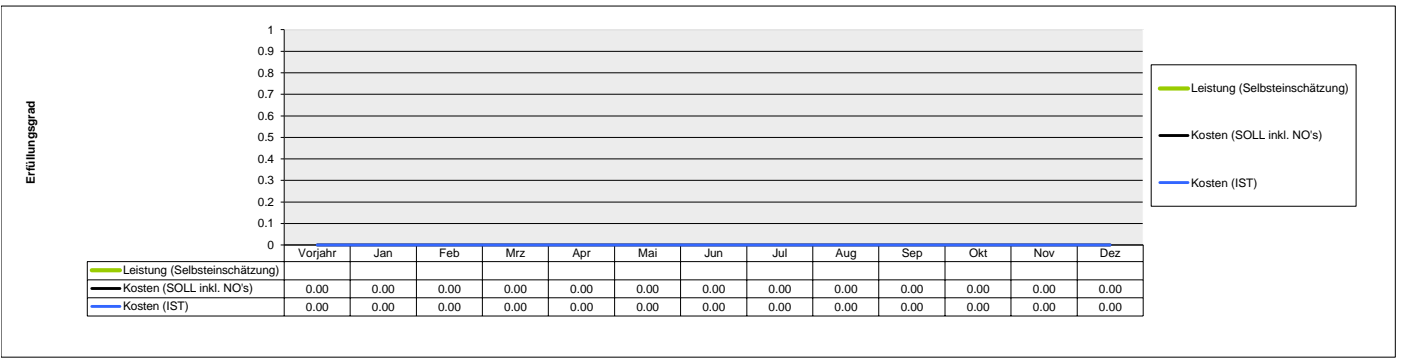 Erfüllungsgrad
1
0.9
0.8
0.7
0.6
0.5
0.4
0.3
0.2
0.1
0
Vorjahr Jan Feb Mrz Apr Mai Jun Jul Aug Sep Okt Nov Dez
Leistung (Selbsteinschätzung)
Kosten (SOLL inkl. NO's) 0.00 0.00 0.00 0.00 0.00 0.00 0.00 0.00 0.00 0.00 0.00 0.00 0.00
Kosten (IST) 0.00 0.00 0.00 0.00 0.00 0.00 0.00 0.00 0.00 0.00 0.00 0.00 0.00
Leistung (Selbsteinschätzung)
Kosten (SOLL inkl. NO's)
Kosten (IST)